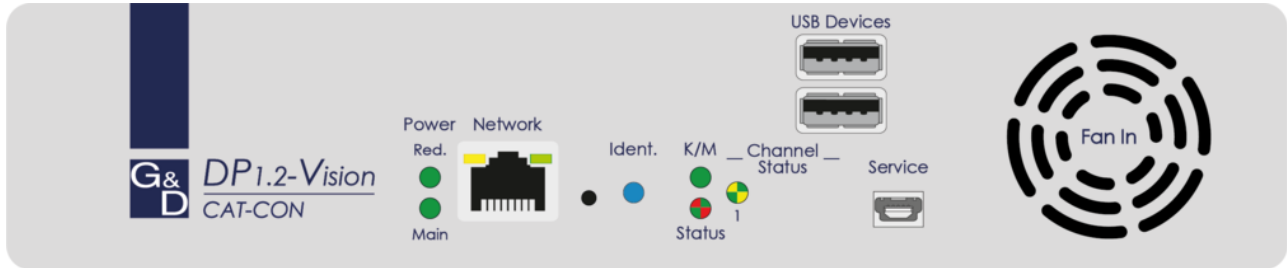 USB Devices
Power Network
Red.
Ident.
K/M
Channel
Status
Service
Fan In
G&D
DP1.2-Vision
CAT-CON
Main
Status
1